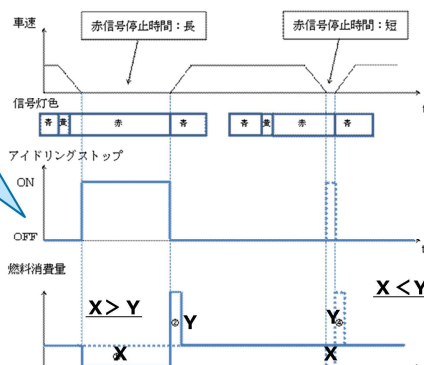 車速
赤信号停止時間：長
赤信号停止時間：短
t
信号灯色
青 黄 赤 青
青 黄 赤 青
アイドリングストップ
ON
OFF
t
燃料消費量
X＞Y
X＜Y
② Y
Y ④
X
X